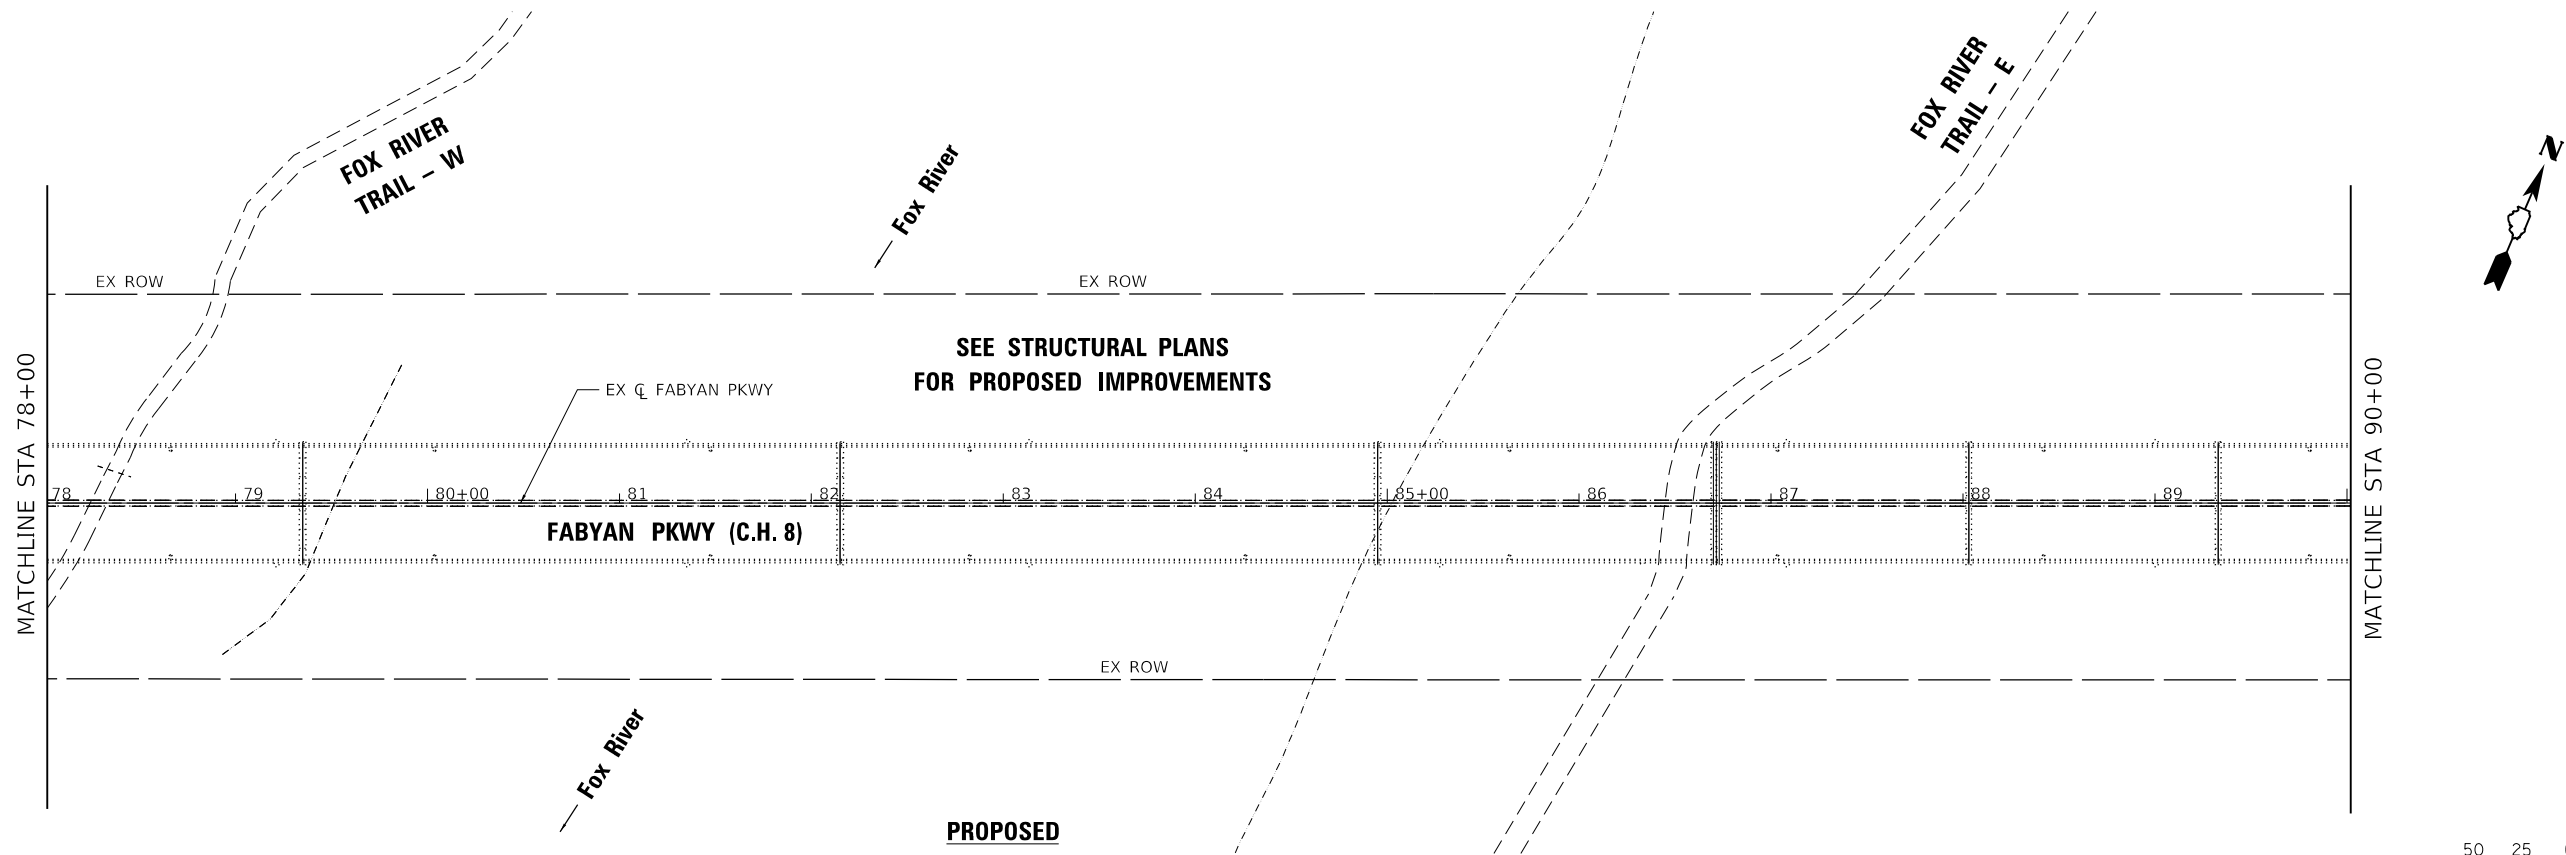 FOX RIVER
TRAIL – W
Fox River
FOX RIVER
TRAIL – E
N
EX ROW
EX ROW
SEE STRUCTURAL PLANS
FOR PROPOSED IMPROVEMENTS
EX ℄ FABYAN PKWY
MATCHLINE STA 78+00
MATCHLINE STA 90+00
78 79 80+00 81 82 83 84 85+00 86 87 88 89
FABYAN PKWY (C.H. 8)
EX ROW
Fox River
PROPOSED
50 25